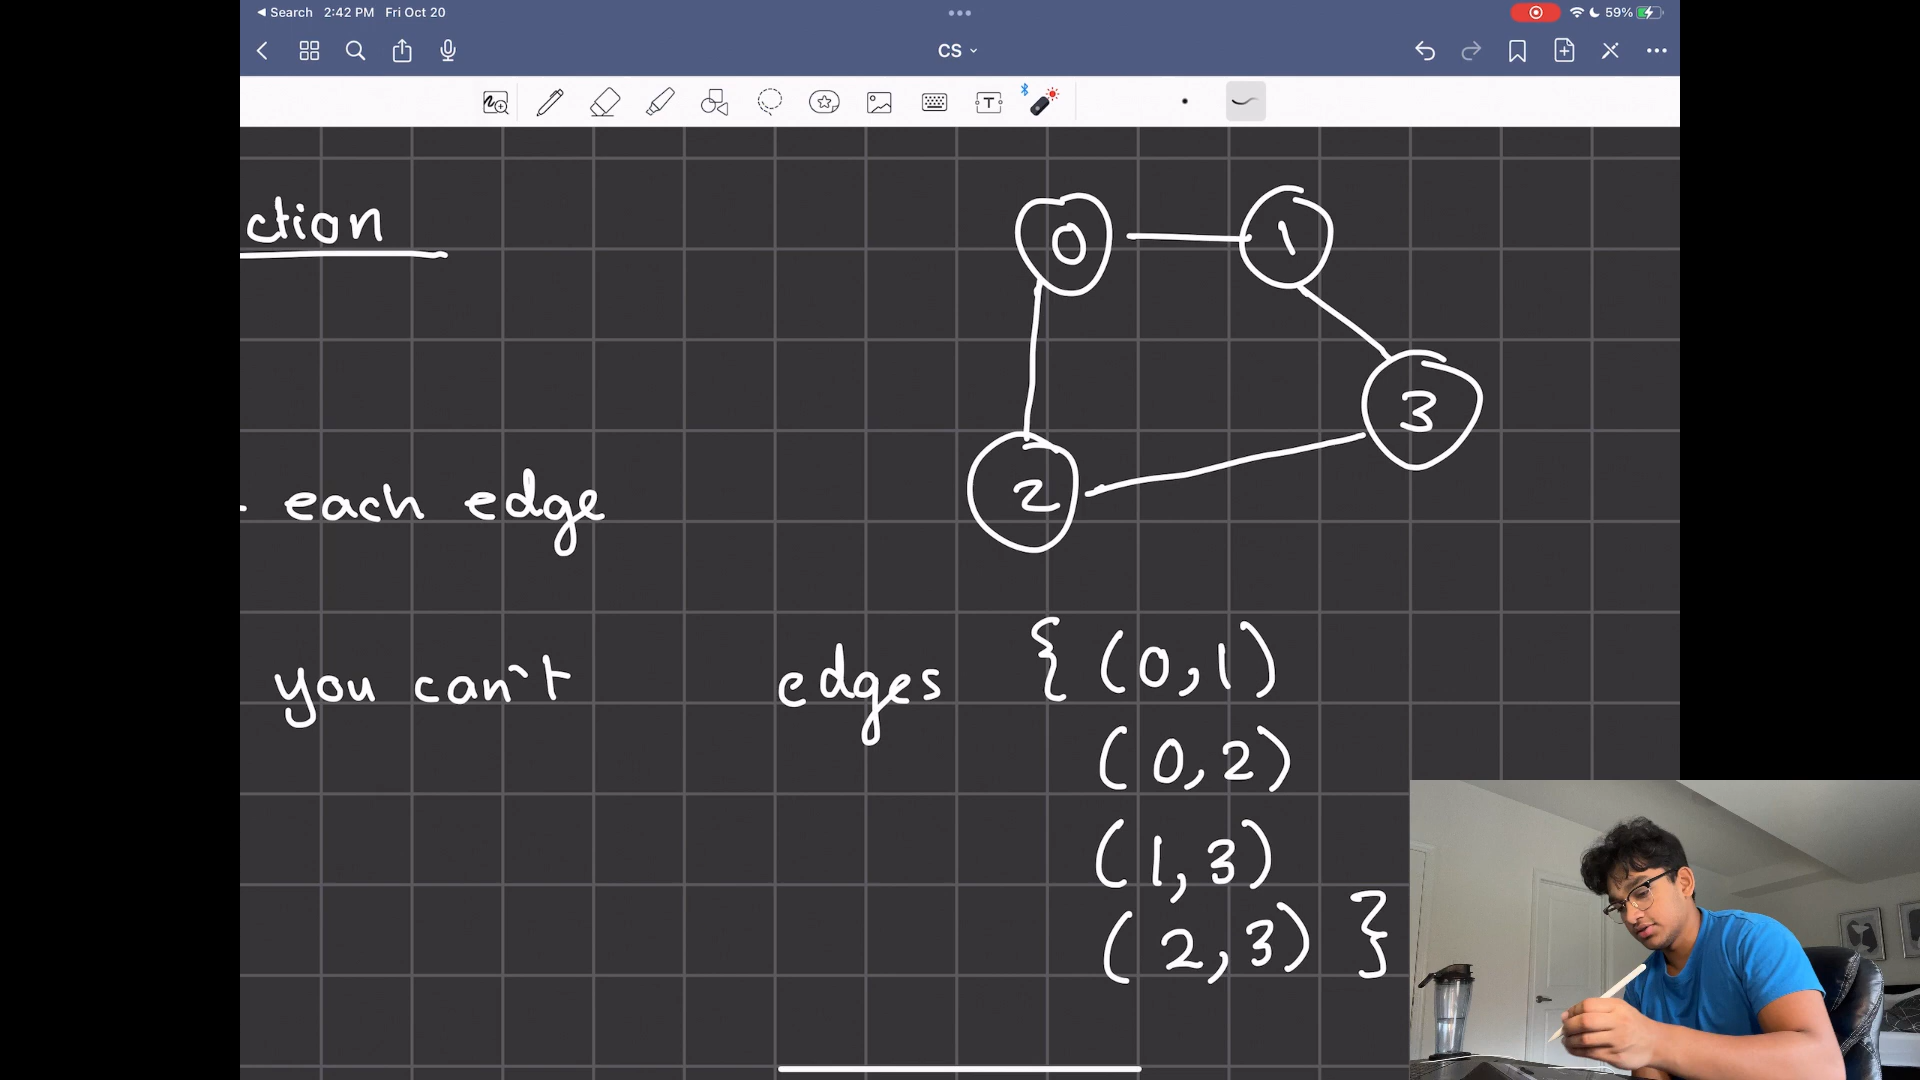 Search 2:42 PM Fri Oct 20
59%
CS
T
ction
0 1
3
2
each edge
you can't
edges { (0,1)
(0,2)
(1,3)
(2,3) }